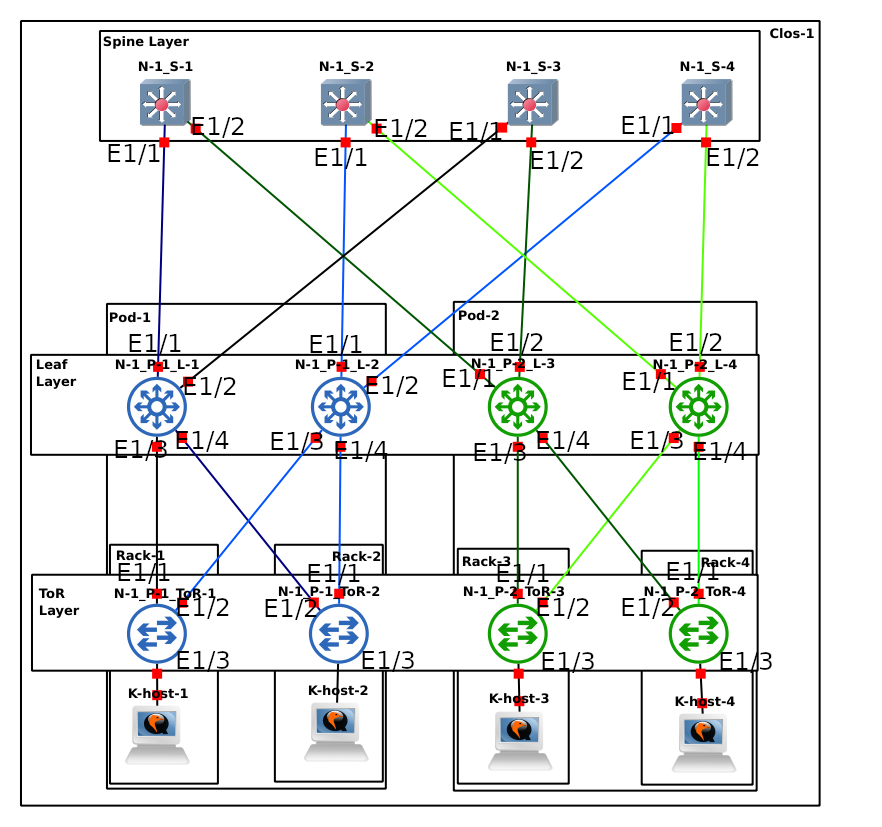 Clos-1
Spine Layer
N-1_S-1
N-1_S-2
N-1_S-3
N-1_S-4
E1/2
E1/2
E1/1
E1/1
E1/1
E1/1
E1/2
E1/2
Pod-1
Pod-2
E1/1
E1/1
E1/2
E1/2
Leaf
Layer
N-1_P-1_L-1
N-1_P-1_L-2
N-1_P-2_L-3
N-1_P-2_L-4
E1/2
E1/2
E1/1
E1/1
E1/3
E1/4
E1/3
E1/4
E1/3
E1/4
E1/3
E1/4
Rack-1
Rack-2
Rack-3
Rack-4
E1/1
E1/1
E1/1
E1/1
ToR
Layer
N-1_P-1_ToR-1
N-1_P-1_ToR-2
N-1_P-2_ToR-3
N-1_P-2_ToR-4
E1/2
E1/2
E1/2
E1/2
E1/3
E1/3
E1/3
E1/3
K-host-1
K-host-2
K-host-3
K-host-4